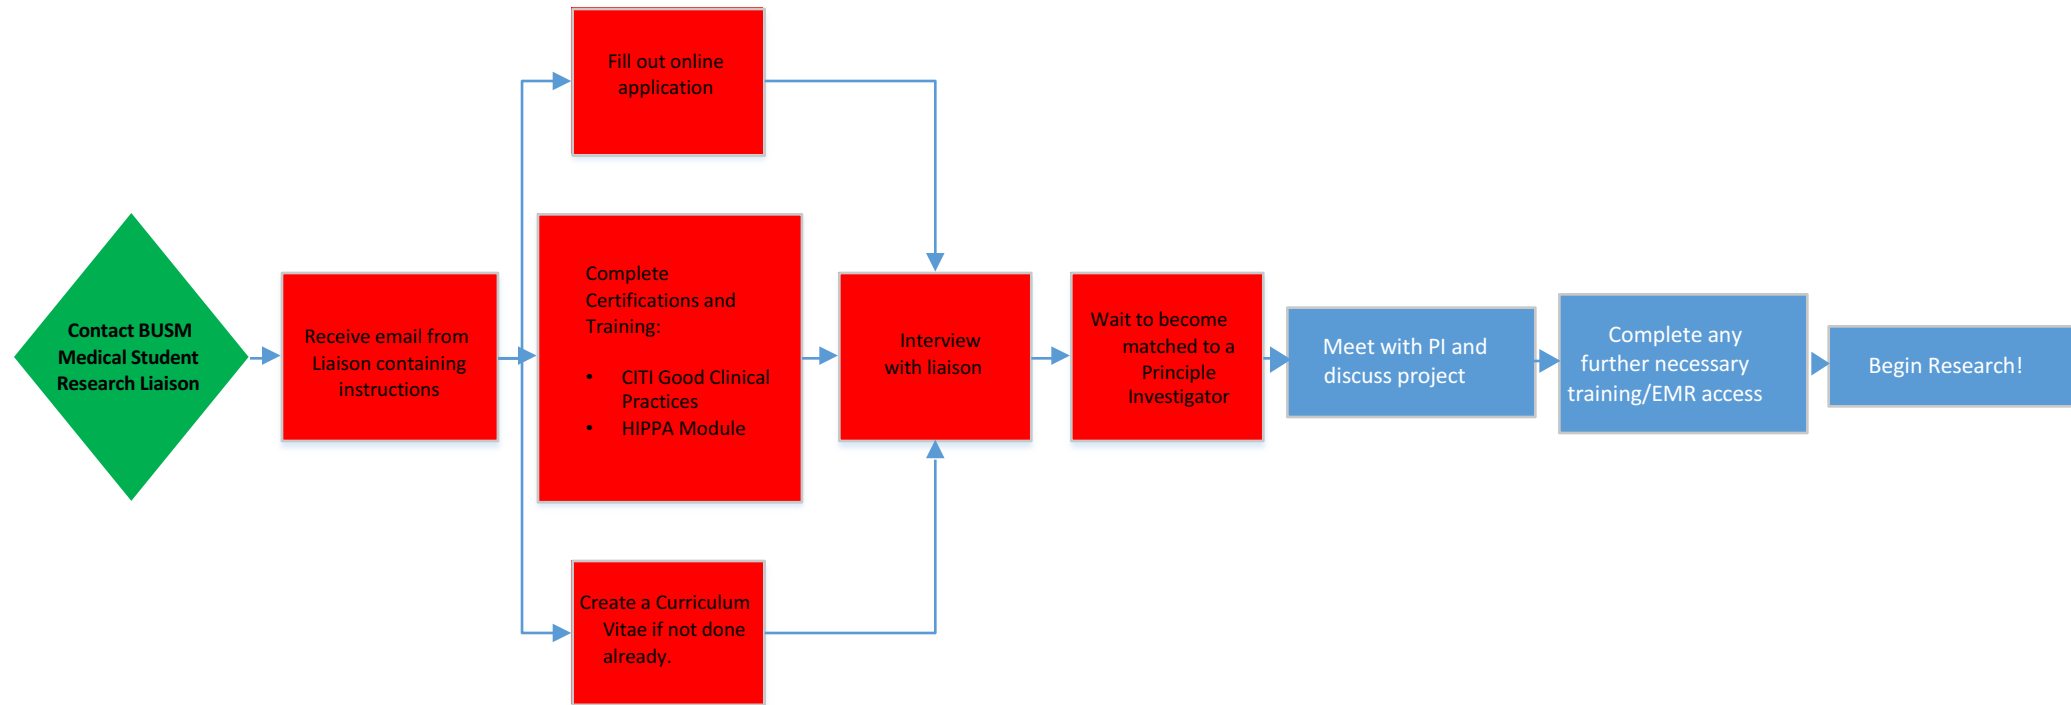 Contact BUSM
Medical Student
Research Liaison
Receive email from
Liaison containing
instructions
Fill out online
application
Complete
Certifications and
Training:
• CITI Good Clinical
Practices
• HIPPA Module
Create a Curriculum
Vitae if not done
already.
Interview
with liaison
Wait to become
matched to a
Principle
Investigator
Meet with PI and
discuss project
Complete any
further necessary
training/EMR access
Begin Research!